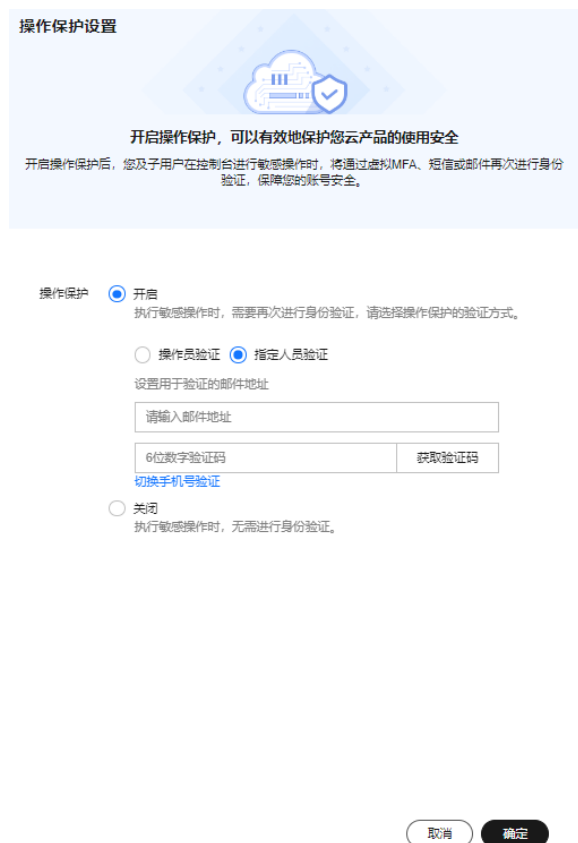 操作保护设置
开启操作保护，可以有效地保护您云产品的使用安全
开启操作保护后，您及子用户在控制台进行敏感操作时，将通过虚拟MFA、短信或邮件再次进行身份
验证，保障您的账号安全。
操作保护 开启
执行敏感操作时，需要再次进行身份验证，请选择操作保护的验证方式。
操作员验证 指定人员验证
设置用于验证的邮件地址
请输入邮件地址
6位数字验证码 获取验证码
切换手机号验证
关闭
执行敏感操作时，无需进行身份验证。
取消 确定